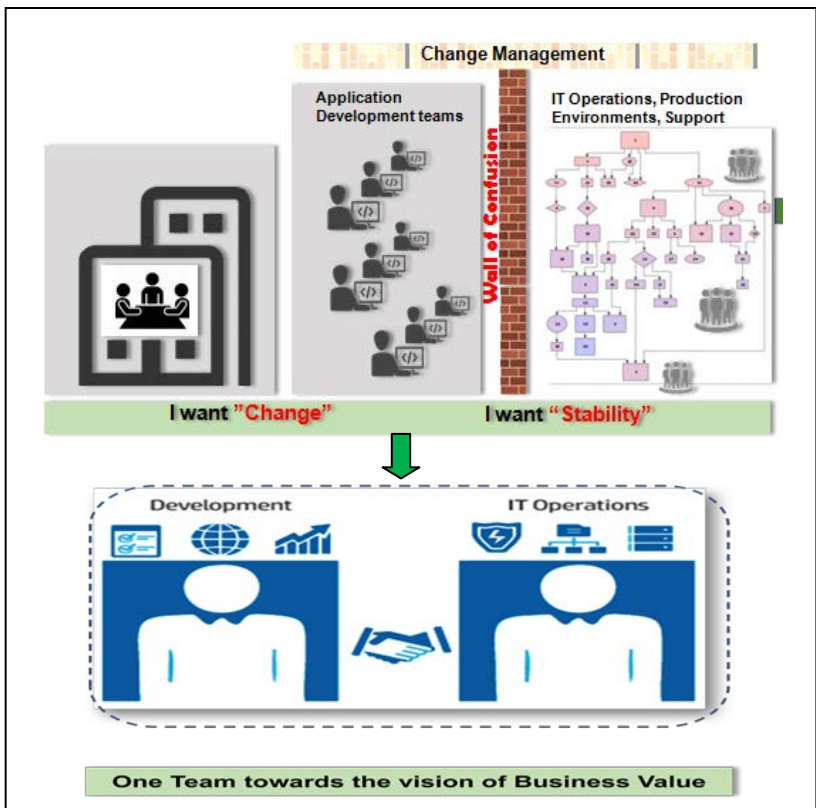 Change Management
Application
Development teams
Wall of Confusion
IT Operations, Production
Environments, Support
I want ”Change”
I want “Stability”
Development
IT Operations
One Team towards the vision of Business Value